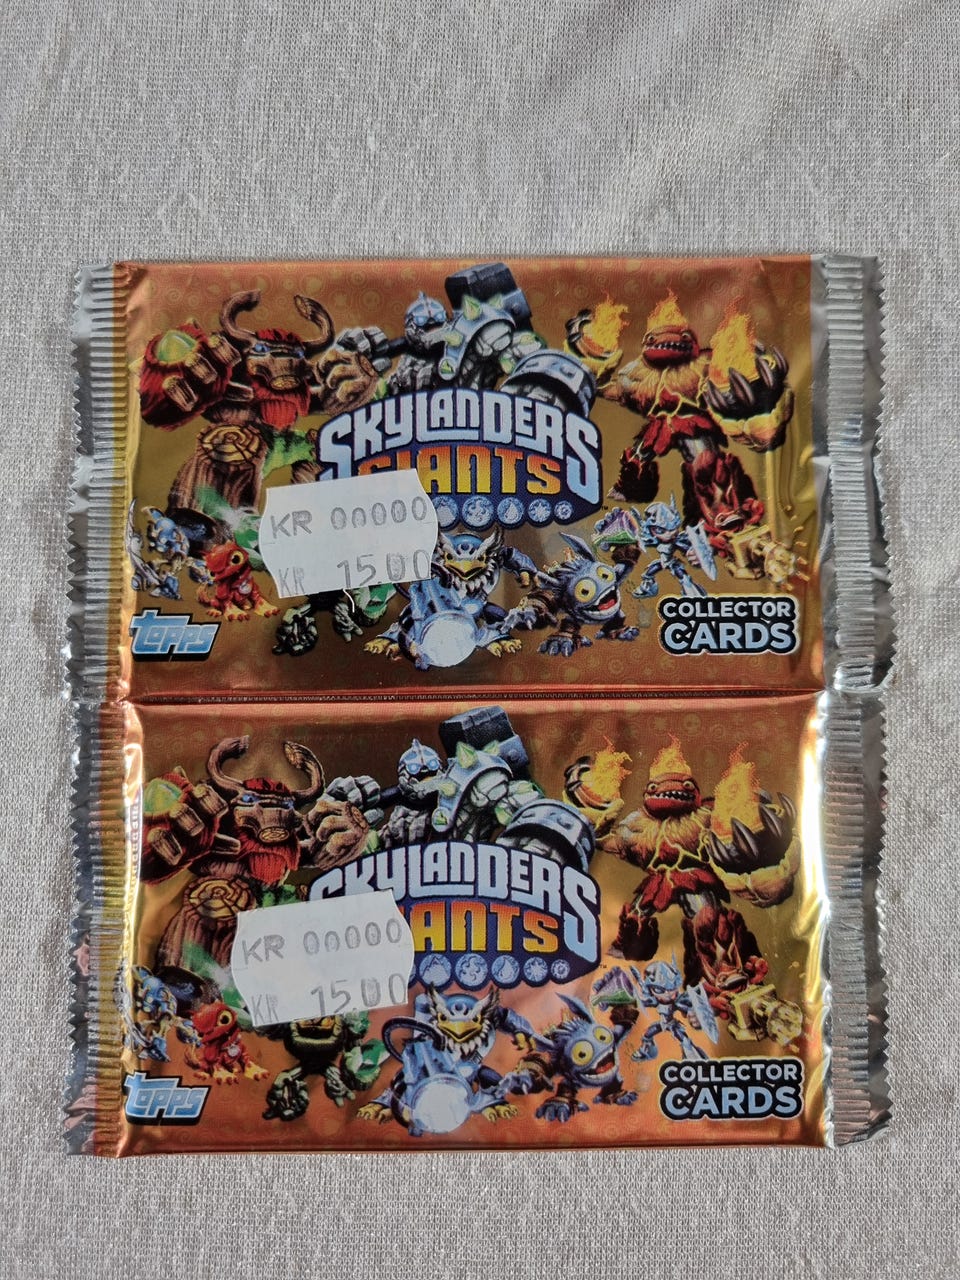 SKYLANDERS
GIANTS
KR 00000
KR 15.00
TOPPS
COLLECTOR
CARDS
SKYLANDERS
ANTS
KR 00000
KR 15.00
TOPPS
COLLECTOR
CARDS